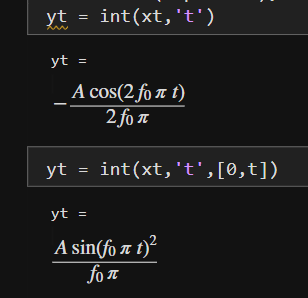 yt = int(xt,'t')
yt =
− A cos(2 f₀ π t) / 2 f₀ π
yt = int(xt,'t',[0,t])
yt =
A sin(f₀ π t)² / f₀ π